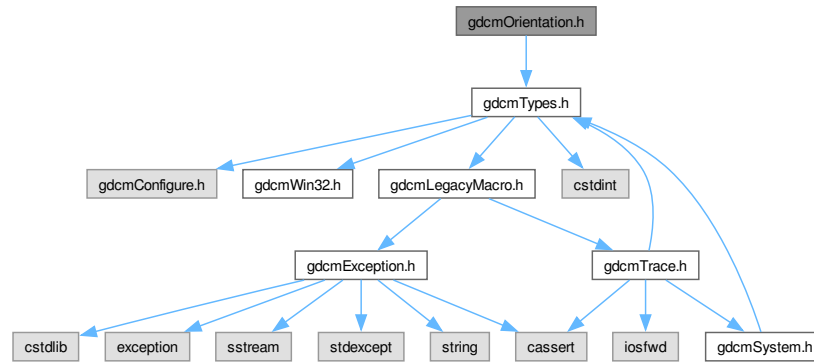 gdcmOrientation.h
gdcmTypes.h
gdcmConfigure.h
gdcmWin32.h
gdcmLegacyMacro.h
cstdint
gdcmException.h
gdcmTrace.h
cstdlib
exception
sstream
stdexcept
string
cassert
iosfwd
gdcmSystem.h